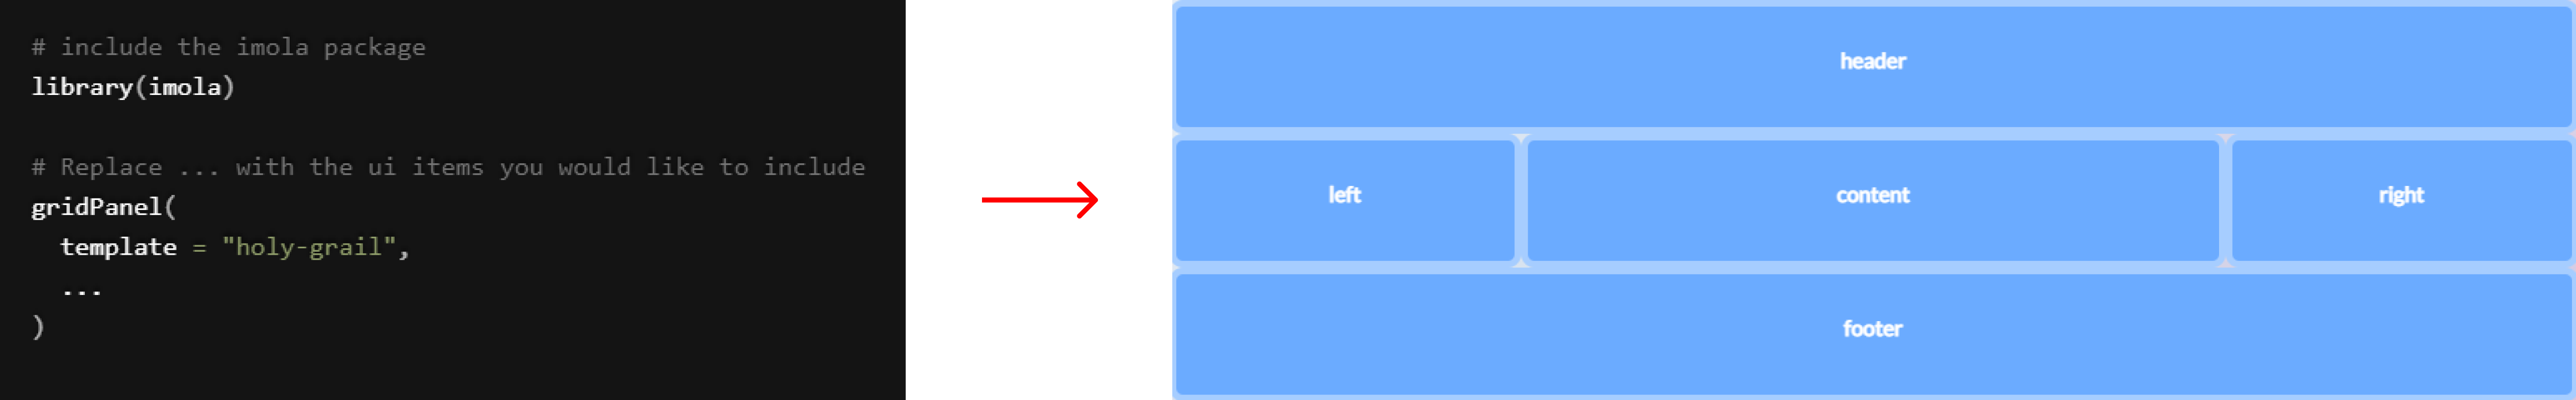 # include the imola package
library(imola)
# Replace ... with the ui items you would like to include
gridPanel(
template = "holy-grail",
...
)
header
left content right
footer